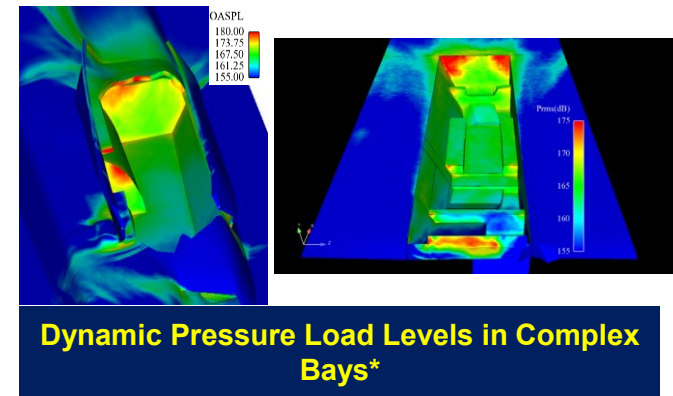 OASPL
180.00
173.75
167.50
161.25
155.00
Prms(dB)
175
170
165
160
155
Dynamic Pressure Load Levels in Complex
Bays*